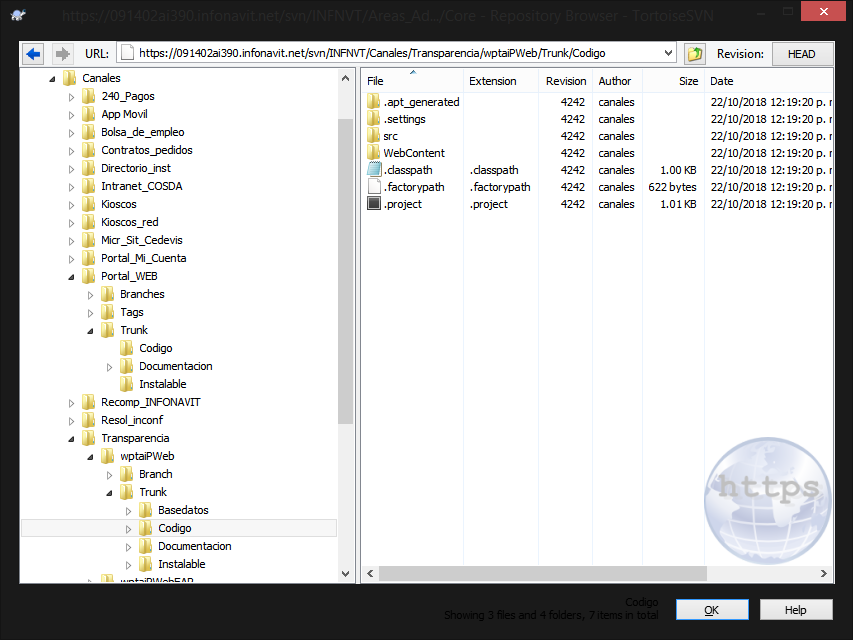 https://091402ai390.infonavit.net/svn/INFNVT/Areas_Ad.../Core - Repository Browser - TortoiseSVN
URL: https://091402ai390.infonavit.net/svn/INFNVT/Canales/Transparencia/wptaiPWeb/Trunk/Codigo Revision: HEAD
Canales
240_Pagos
App Movil
Bolsa_de_empleo
Contratos_pedidos
Directorio_inst
Intranet_COSDA
Kioscos
Kioscos_red
Micr_Sit_Cedevis
Portal_Mi_Cuenta
Portal_WEB
Branches
Tags
Trunk
Codigo
Documentacion
Instalable
Recomp_INFONAVIT
Resol_inconf
Transparencia
wptaiPWeb
Branch
Trunk
Basedatos
Codigo
Documentacion
Instalable
wptaiPWebEAR
File Extension Revision Author Size Date
.apt_generated 4242 canales 22/10/2018 12:19:20 p. r
.settings 4242 canales 22/10/2018 12:19:20 p. r
src 4242 canales 22/10/2018 12:19:20 p. r
WebContent 4242 canales 22/10/2018 12:19:20 p. r
.classpath .classpath 4242 canales 1.00 KB 22/10/2018 12:19:20 p. r
.factorypath .factorypath 4242 canales 622 bytes 22/10/2018 12:19:20 p. r
.project .project 4242 canales 1.01 KB 22/10/2018 12:19:20 p. r
https
Codigo
Showing 3 files and 4 folders, 7 items in total
OK Help